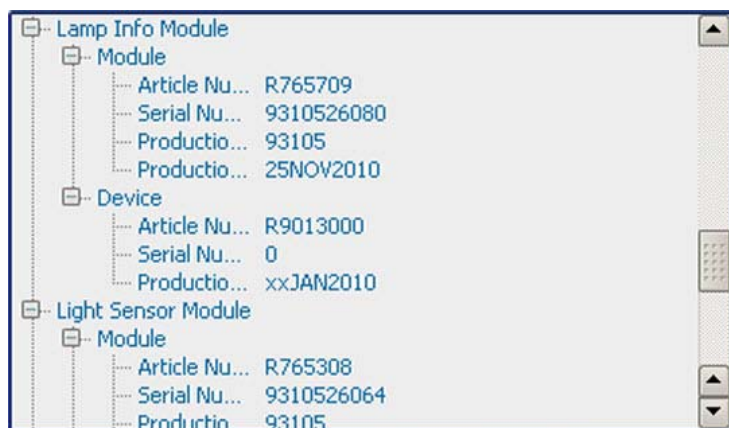 Lamp Info Module
Module
Article Nu... R765709
Serial Nu... 9310526080
Productio... 93105
Productio... 25NOV2010
Device
Article Nu... R9013000
Serial Nu... 0
Productio... xxJAN2010
Light Sensor Module
Module
Article Nu... R765308
Serial Nu... 9310526064
Productio... 93105